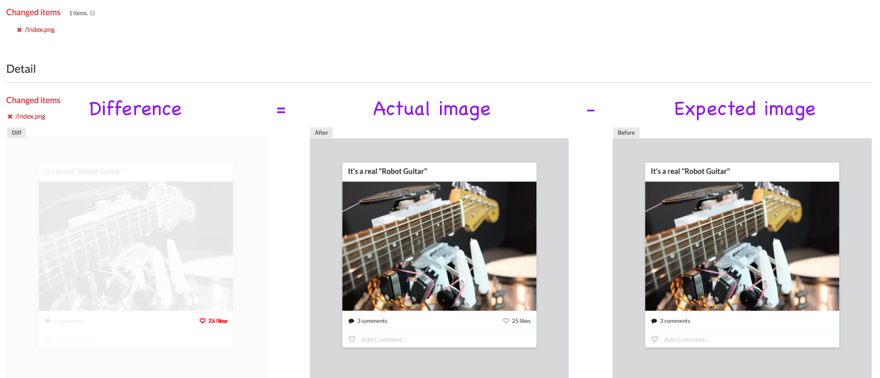 Changed items 1 items.
✖ /index.png
Detail
Changed items
✖ /index.png
Difference = Actual image - Expected image
Diff After Before
It's a real "Robot Guitar" It's a real "Robot Guitar" It's a real "Robot Guitar"
3 comments 25 likes 3 comments 25 likes 3 comments
Add Comment... Add Comment...